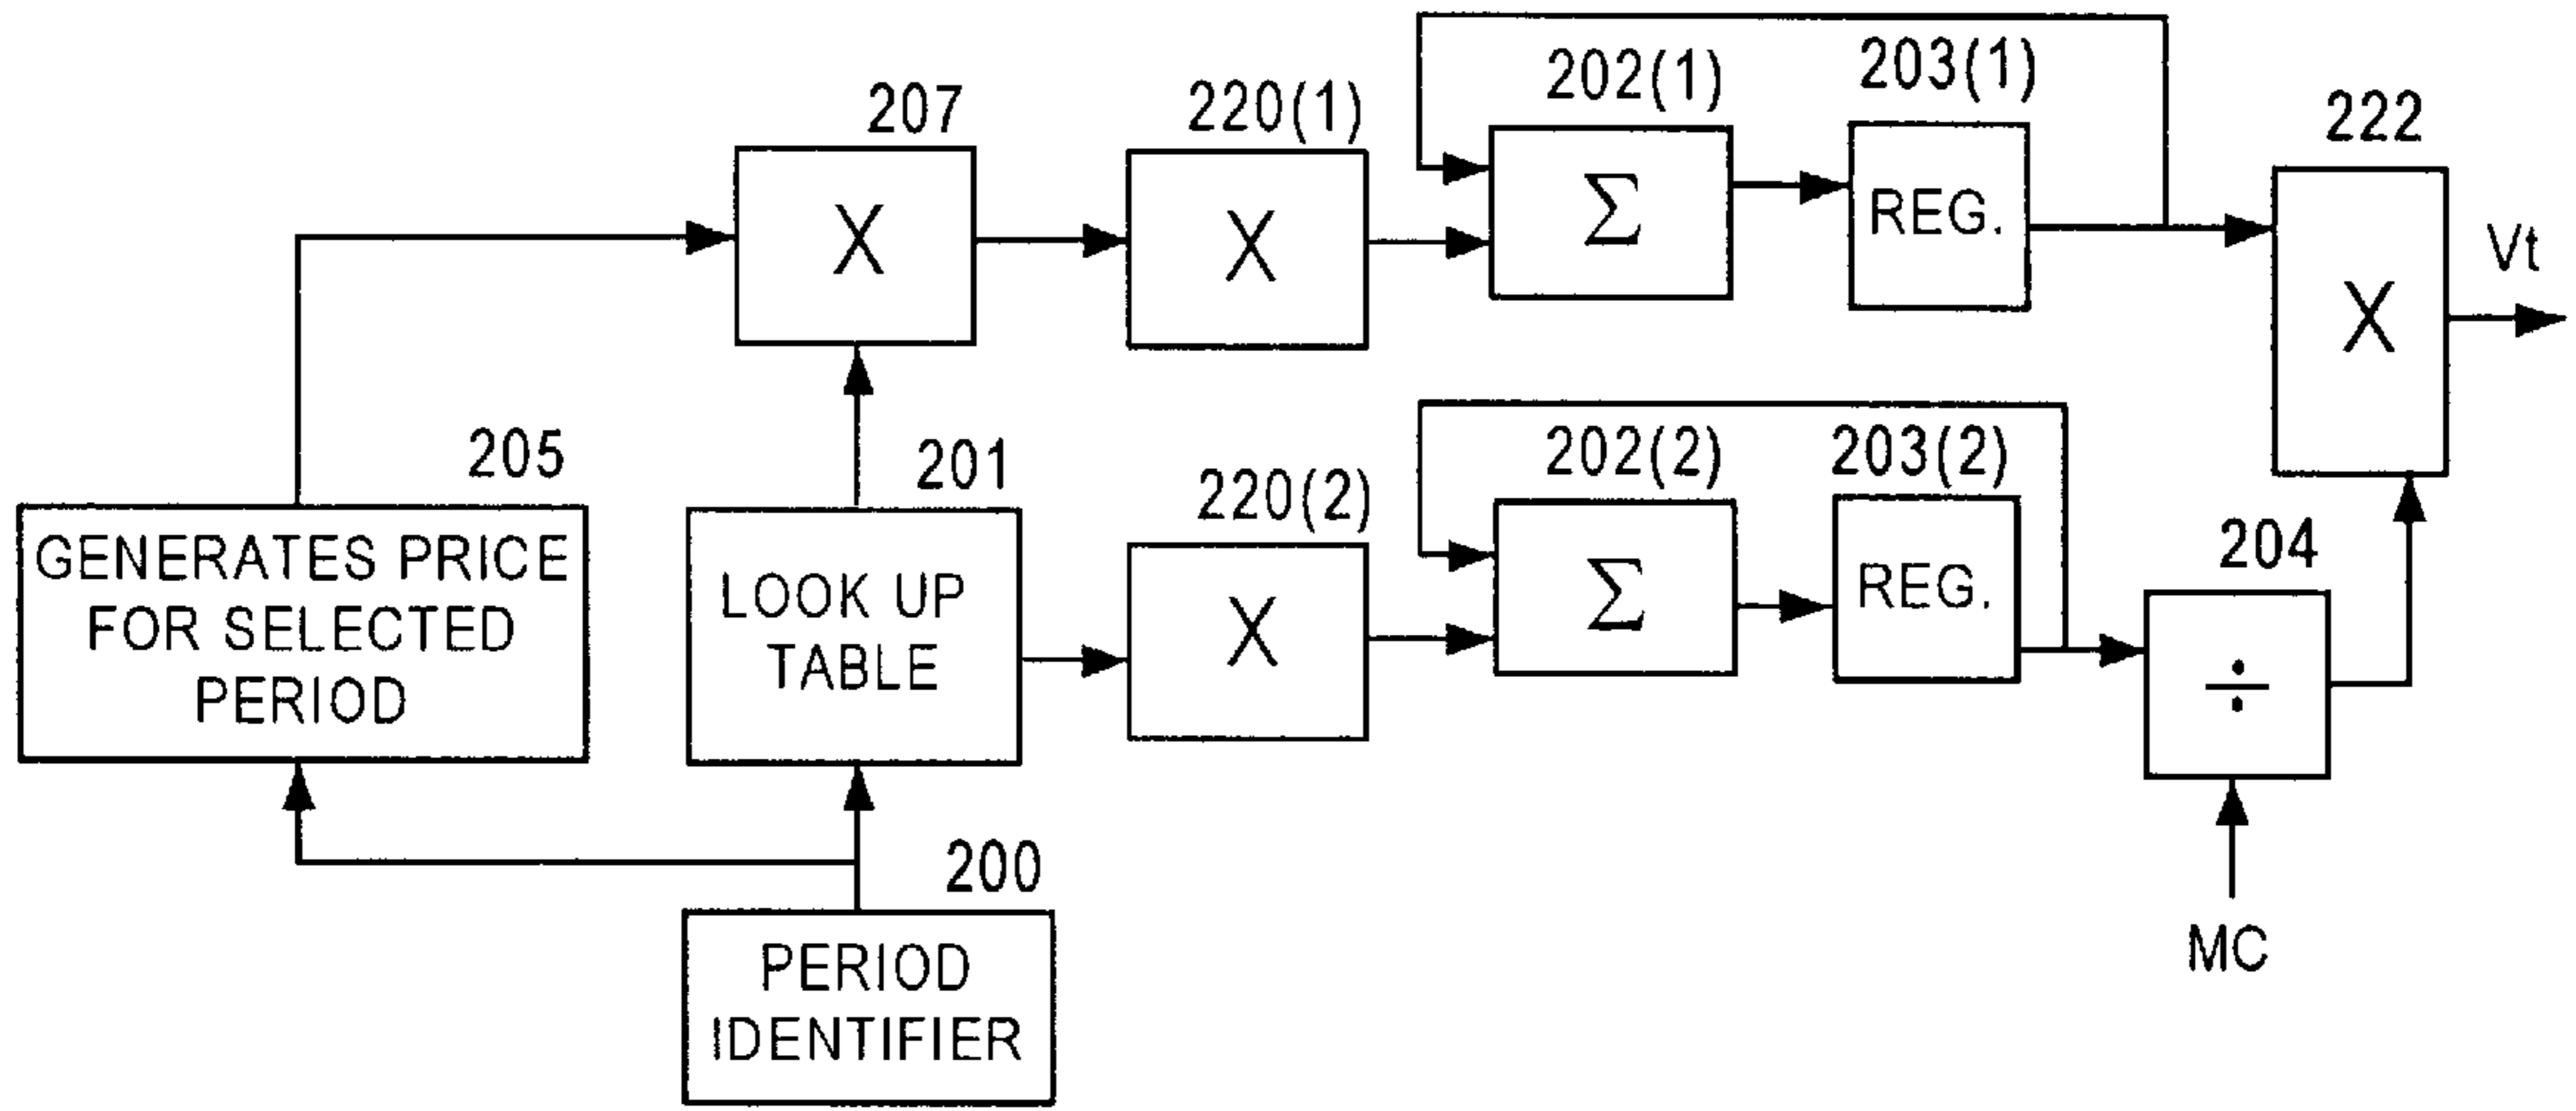 203(1)
202(1)
207
220(1)
222
X
X
Σ
REG.
Vt
X
205
201
202(2)
203(2)
220(2)
204
GENERATES PRICE
FOR SELECTED
PERIOD
LOOK UP
TABLE
X
Σ
REG.
÷
200
MC
PERIOD
IDENTIFIER